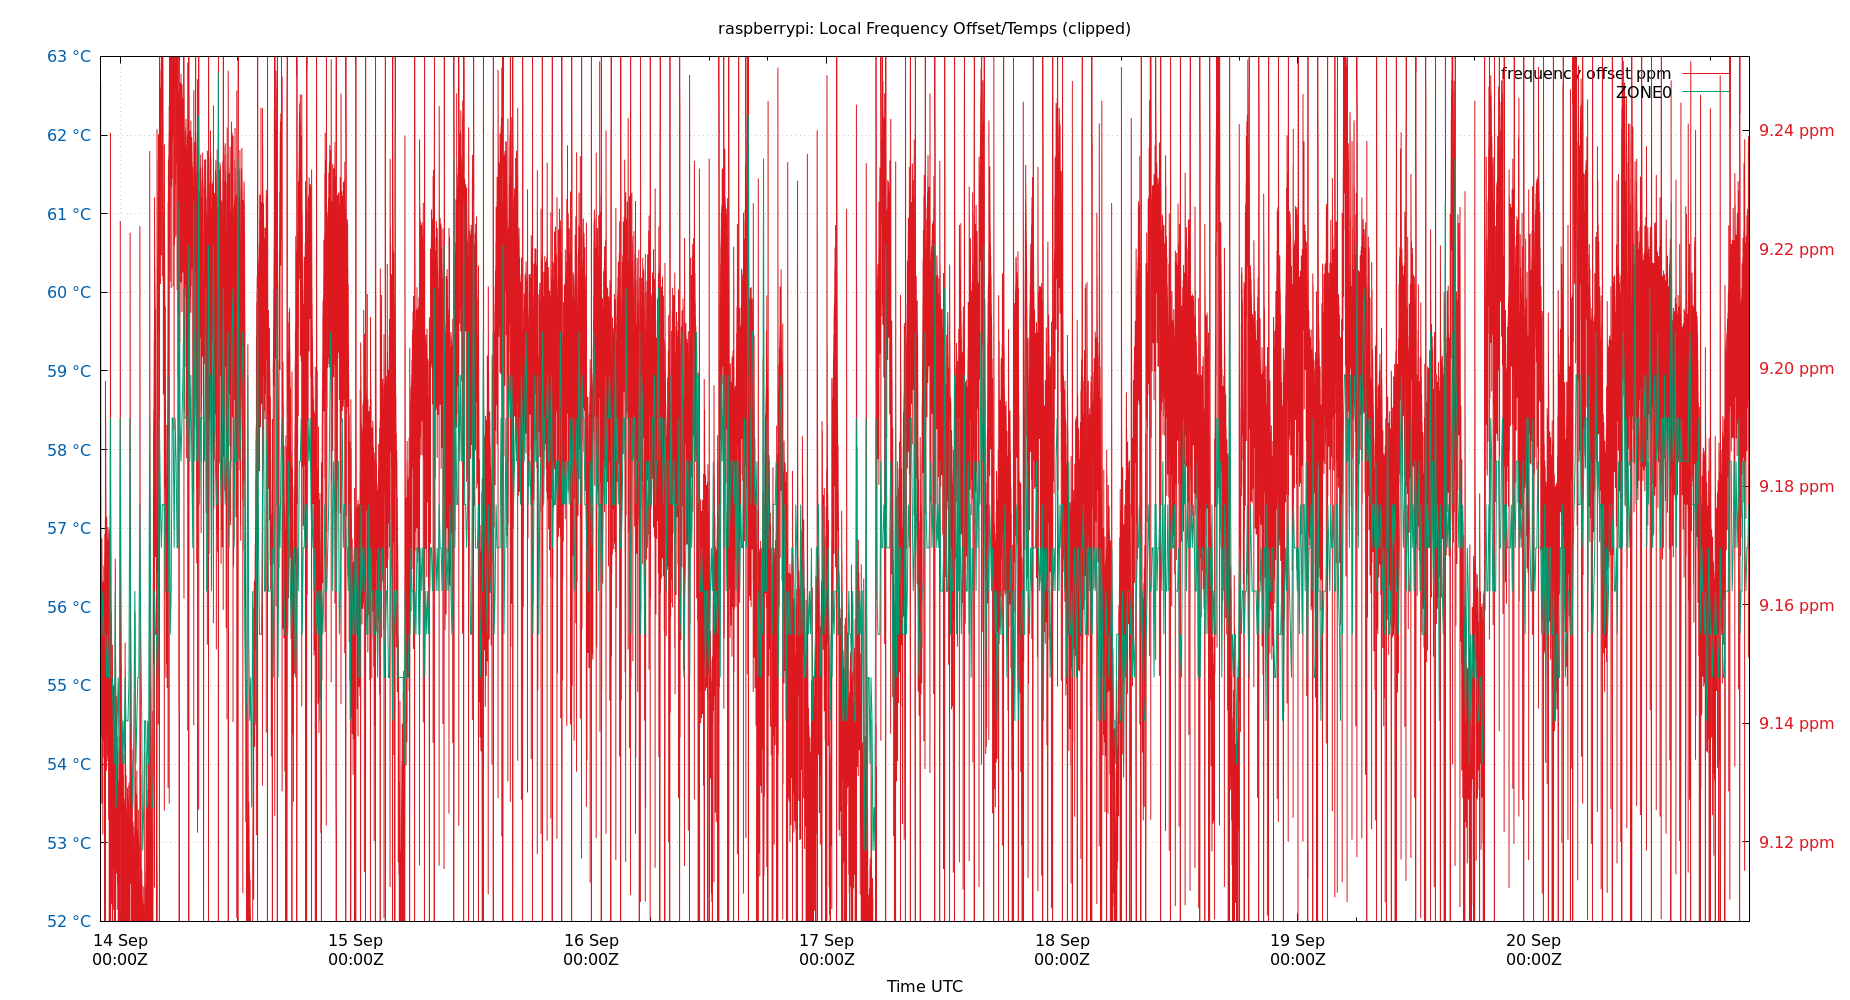 raspberrypi: Local Frequency Offset/Temps (clipped)
63 °C
62 °C
61 °C
60 °C
59 °C
58 °C
57 °C
56 °C
55 °C
54 °C
53 °C
52 °C
frequency offset ppm
ZONE0
9.24 ppm
9.22 ppm
9.20 ppm
9.18 ppm
9.16 ppm
9.14 ppm
9.12 ppm
14 Sep 15 Sep 16 Sep 17 Sep 18 Sep 19 Sep 20 Sep
00:00Z 00:00Z 00:00Z 00:00Z 00:00Z 00:00Z 00:00Z
Time UTC